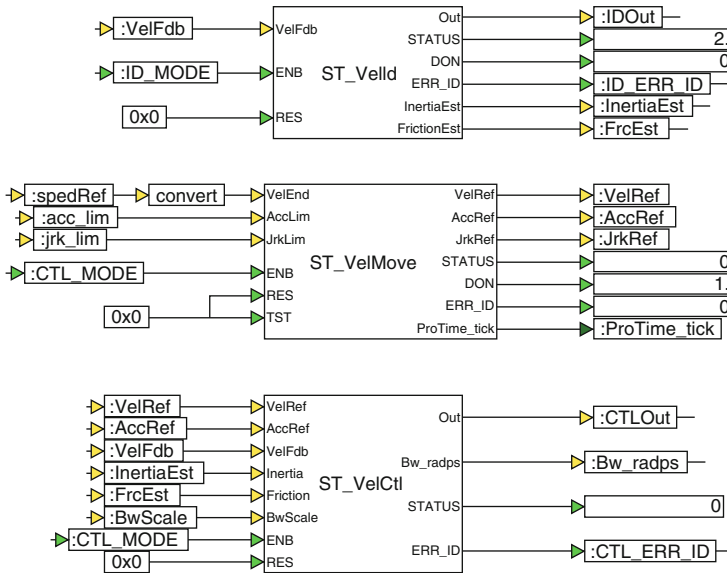 :VelFdb VelFdb Out :IDOut
STATUS 2.
DON 0
:ID_MODE ENB ST_VelId ERR_ID :ID_ERR_ID
InertiaEst :InertiaEst
0x0 RES FrictionEst :FrcEst
:spedRef convert VelEnd VelRef :VelRef
:acc_lim AccLim AccRef :AccRef
:jrk_lim JrkLim JrkRef :JrkRef
ST_VelMove STATUS 0
:CTL_MODE ENB DON 1.
RES ERR_ID 0
0x0 TST ProTime_tick :ProTime_tick
:VelRef VelRef Out :CTLOut
:AccRef AccRef
:VelFdb VelFdb Bw_radps :Bw_radps
:InertiaEst Inertia
:FrcEst Friction ST_VelCtl STATUS 0
:BwScale BwScale
:CTL_MODE ENB ERR_ID :CTL_ERR_ID
0x0 RES